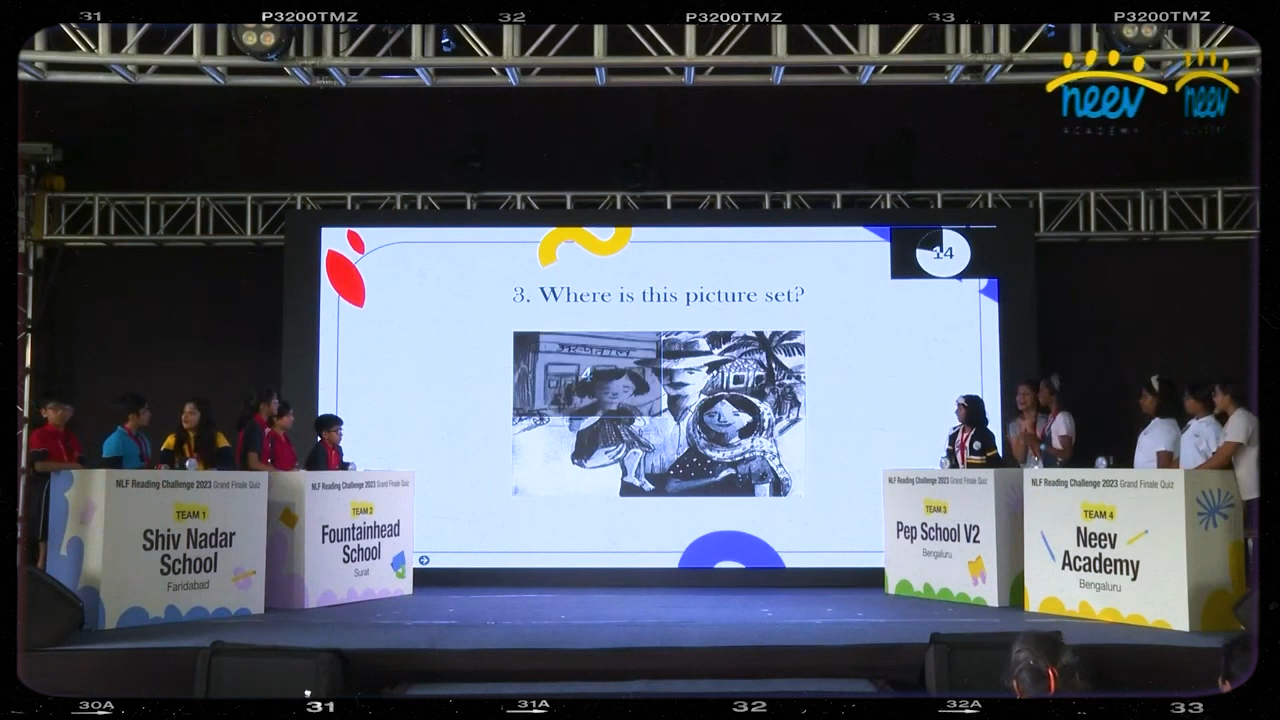 31
P3200TMZ
32
P3200TMZ
33
P3200TMZ
neev
ACADEMY
neev
14
3. Where is this picture set?
NLF Reading Challenge 2023 Grand Finale Quiz
TEAM 1
Shiv Nadar
School
Faridabad
NLF Reading Challenge 2023 Grand Finale Quiz
TEAM 2
Fountainhead
School
Surat
NLF Reading Challenge 2023 Grand Finale Quiz
TEAM 3
Pep School V2
Bengaluru
NLF Reading Challenge 2023 Grand Finale Quiz
TEAM 4
Neev
Academy
Bengaluru
30A
31
31A
32
32A
33